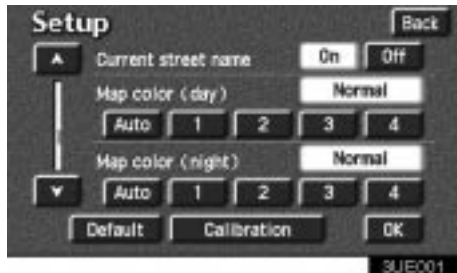 Setup Back
Current street name On Off
Map color (day) Normal
Auto 1 2 3 4
Map color (night) Normal
Auto 1 2 3 4
Default Calibration OK
3UE001